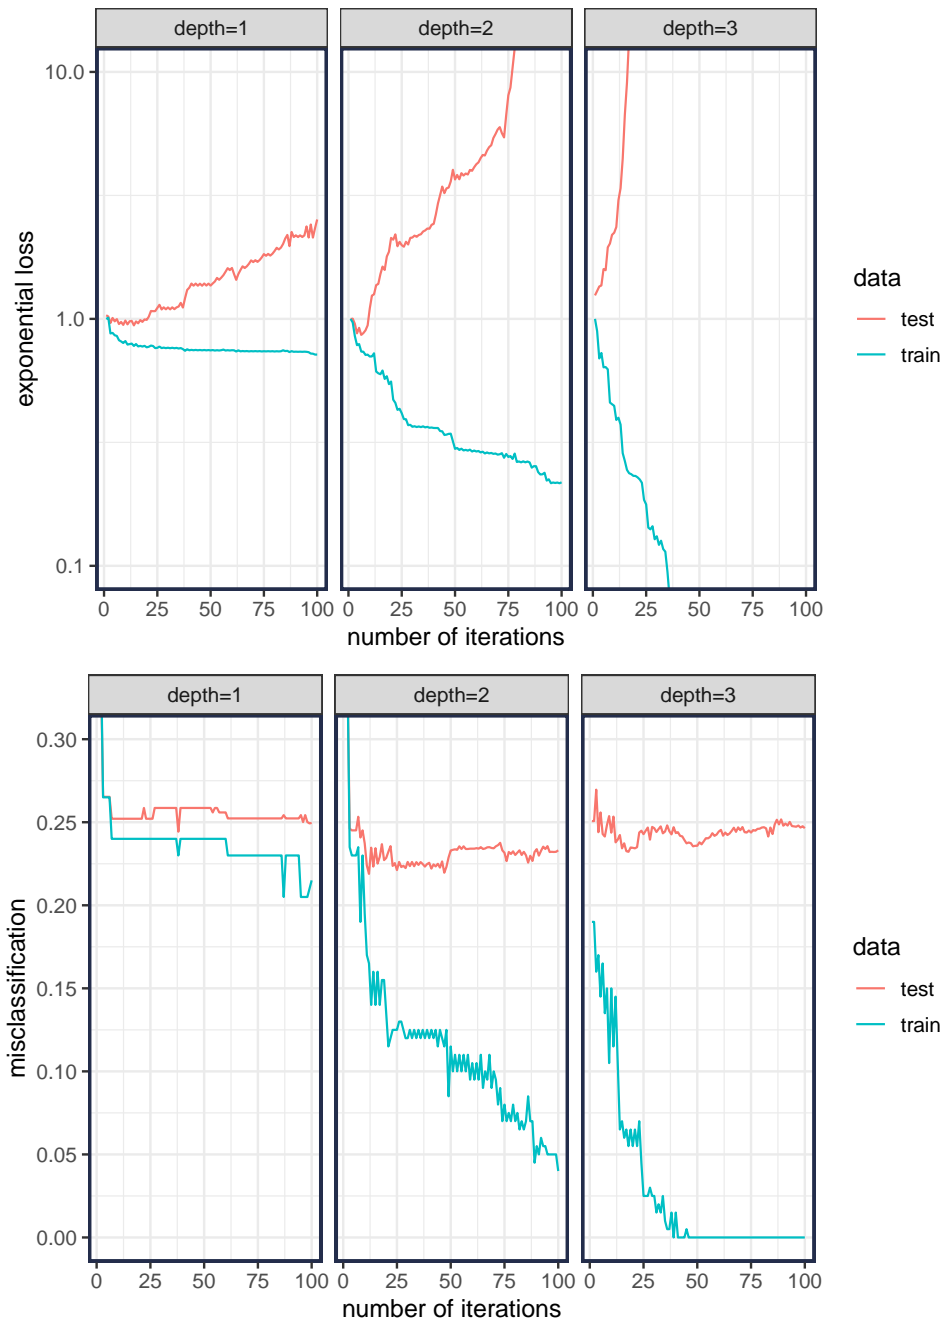 depth=1 depth=2 depth=3
10.0
1.0
0.1
exponential loss
0 25 50 75 100 0 25 50 75 100 0 25 50 75 100
number of iterations
data
test
train
depth=1 depth=2 depth=3
0.30
0.25
0.20
0.15
0.10
0.05
0.00
misclassification
0 25 50 75 100 0 25 50 75 100 0 25 50 75 100
number of iterations
data
test
train